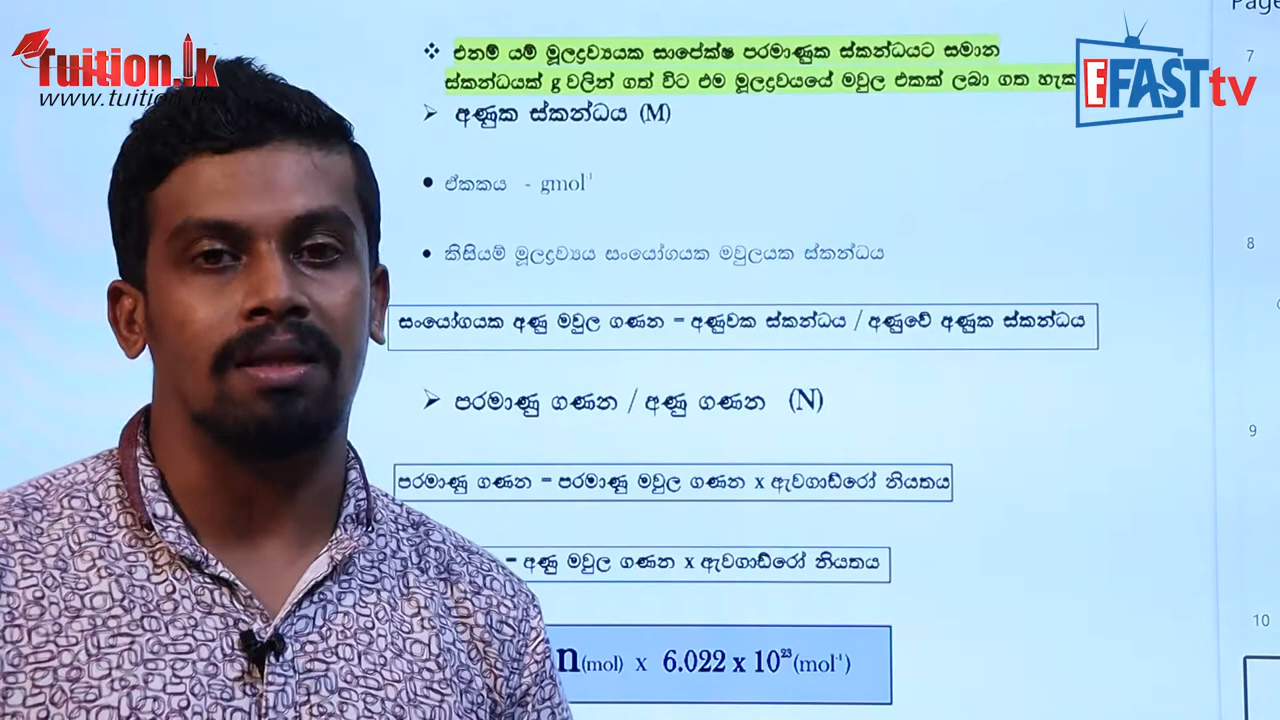 Page
Tuition.lk
www.tuition.lk
EFAST tv
❖ එනම් යම් මූලද්‍රව්‍යයක සාපේක්ෂ පරමාණුක ස්කන්ධයට සමාන
ස්කන්ධයක් g වලින් ගත් විට එම මූලද්‍රවයයේ මවුල එකක් ලබා ගත හැක
➤ අණුක ස්කන්ධය (M)
• ඒකකය - gmol⁻¹
• කිසියම් මූලද්‍රව්‍යය සංයෝගයක මවුලයක ස්කන්ධය
සංයෝගයක අණු මවුල ගණන = අණුවක ස්කන්ධය / අණුවේ අණුක ස්කන්ධය
➤ පරමාණු ගණන / අණු ගණන (N)
පරමාණු ගණන = පරමාණු මවුල ගණන x ඇවගාඩ්රෝ නියතය
= අණු මවුල ගණන x ඇවගාඩ්රෝ නියතය
n(mol) x 6.022 x 10²³(mol⁻¹)
7
8
9
10